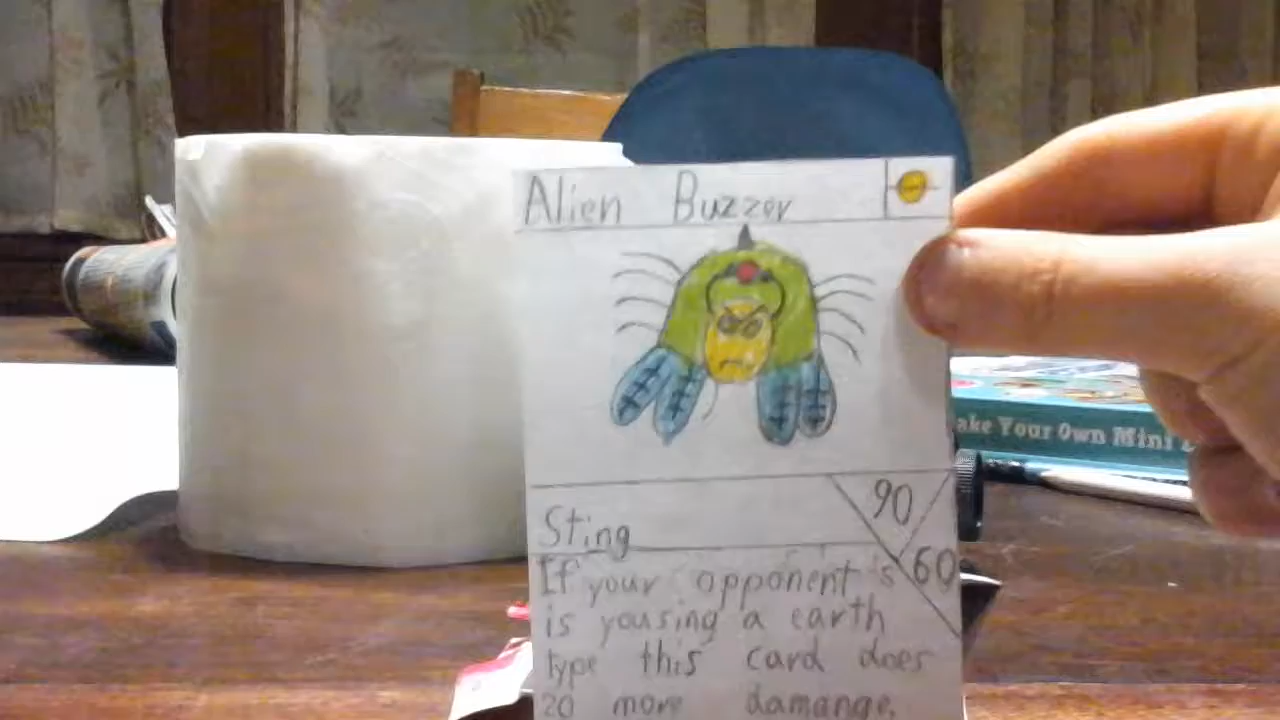 Alien Buzzer
90
Sting
60
If your opponent's
is yousing a earth
type this card does
20 more damange.
ake Your Own Mini